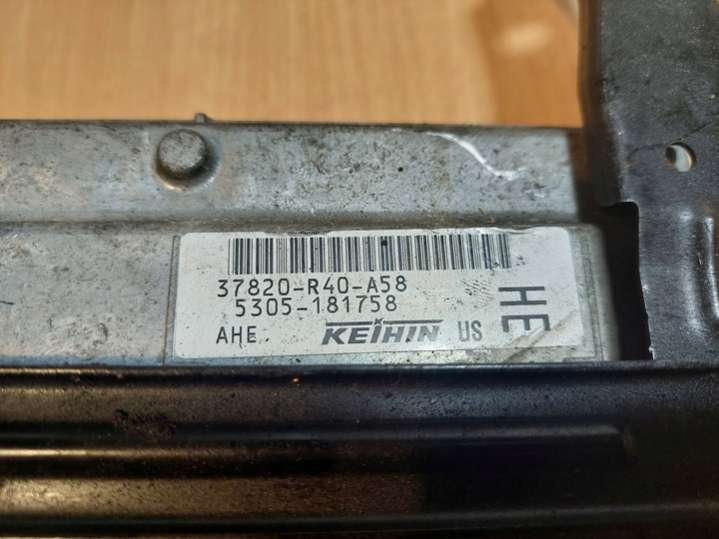 37820-R40-A58
5305-181758
AHE KEIHIN US
HE